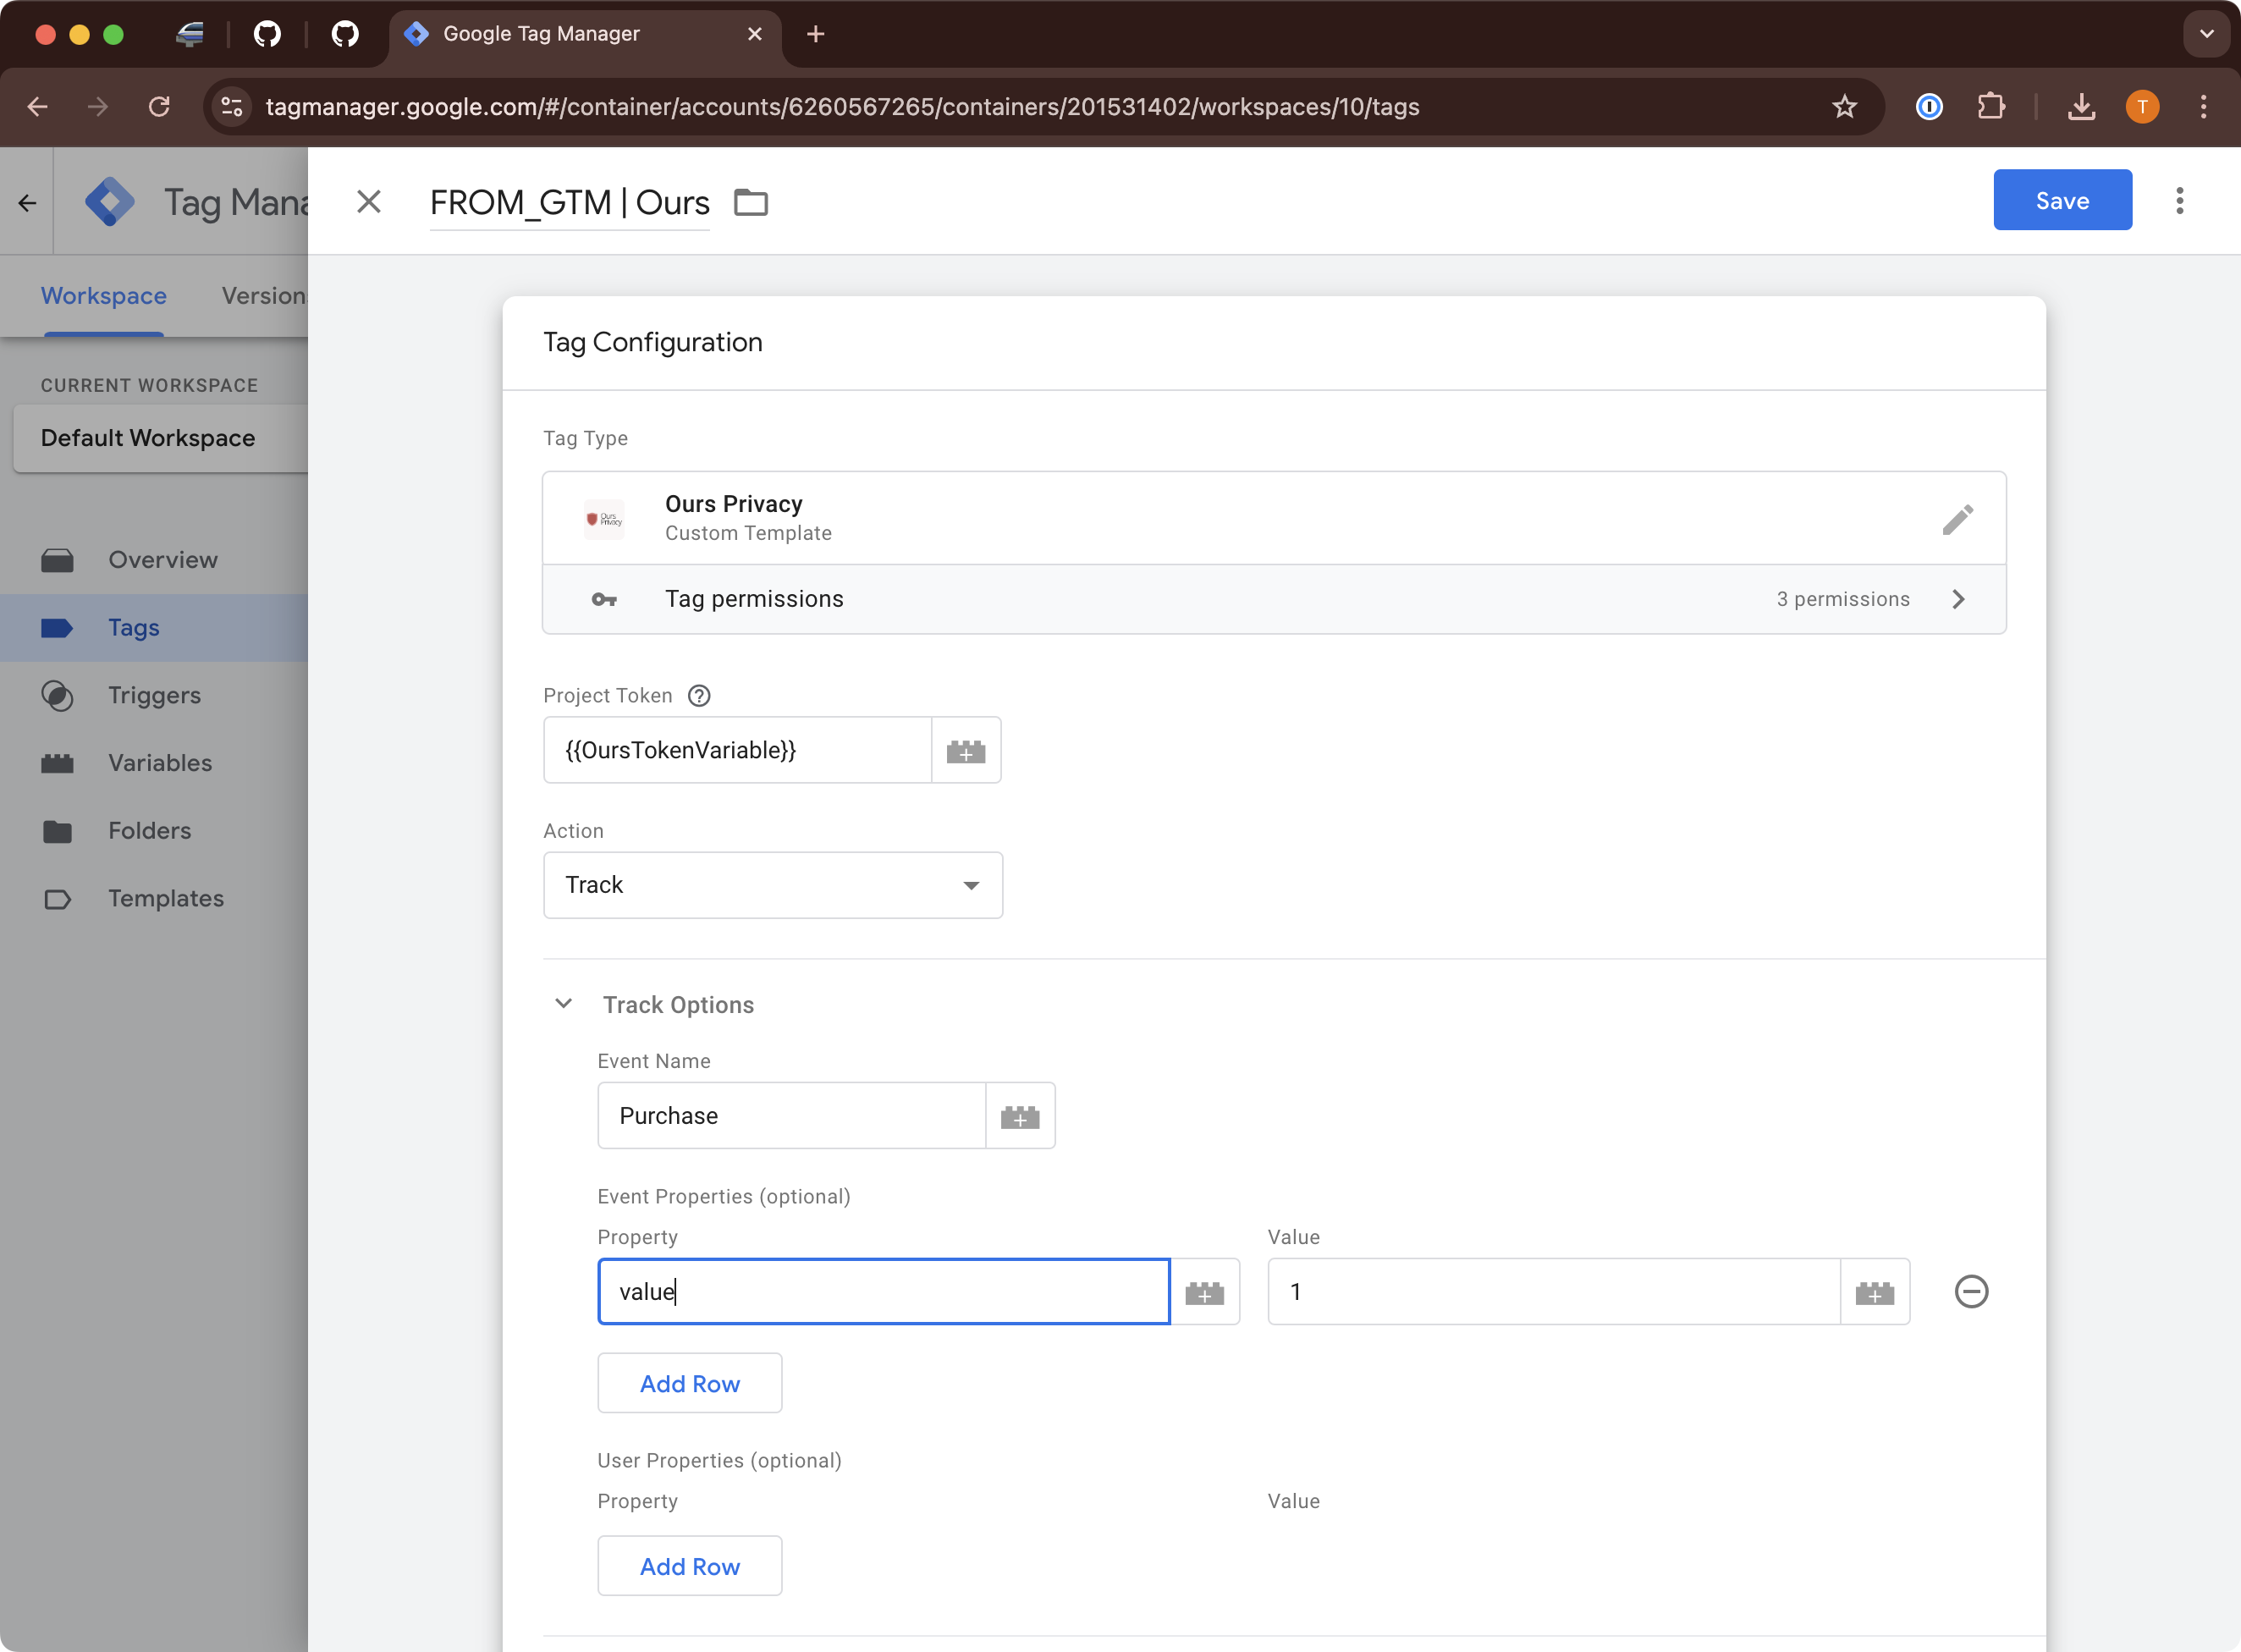 Google Tag Manager
tagmanager.google.com/#/container/accounts/6260567265/containers/201531402/workspaces/10/tags
T
Tag Mana
FROM_GTM | Ours
Save
Workspace
Version
CURRENT WORKSPACE
Default Workspace
Overview
Tags
Triggers
Variables
Folders
Templates
Tag Configuration
Tag Type
Ours Privacy
Ours Privacy
Custom Template
Tag permissions
3 permissions
Project Token
{{OursTokenVariable}}
Action
Track
Track Options
Event Name
Purchase
Event Properties (optional)
Property
Value
value
1
Add Row
User Properties (optional)
Property
Value
Add Row